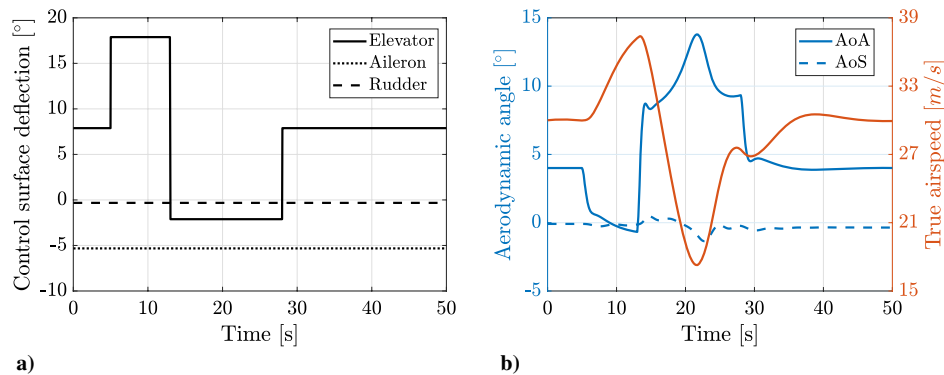 Control surface deflection [°]
20
15
10
5
0
-5
-10
0 10 20 30 40 50
Time [s]
Elevator
Aileron
Rudder
a)
Aerodynamic angle [°]
15
10
5
0
-5
0 10 20 30 40 50
Time [s]
AoA
AoS
39
33
27
21
15
True airspeed [m/s]
b)